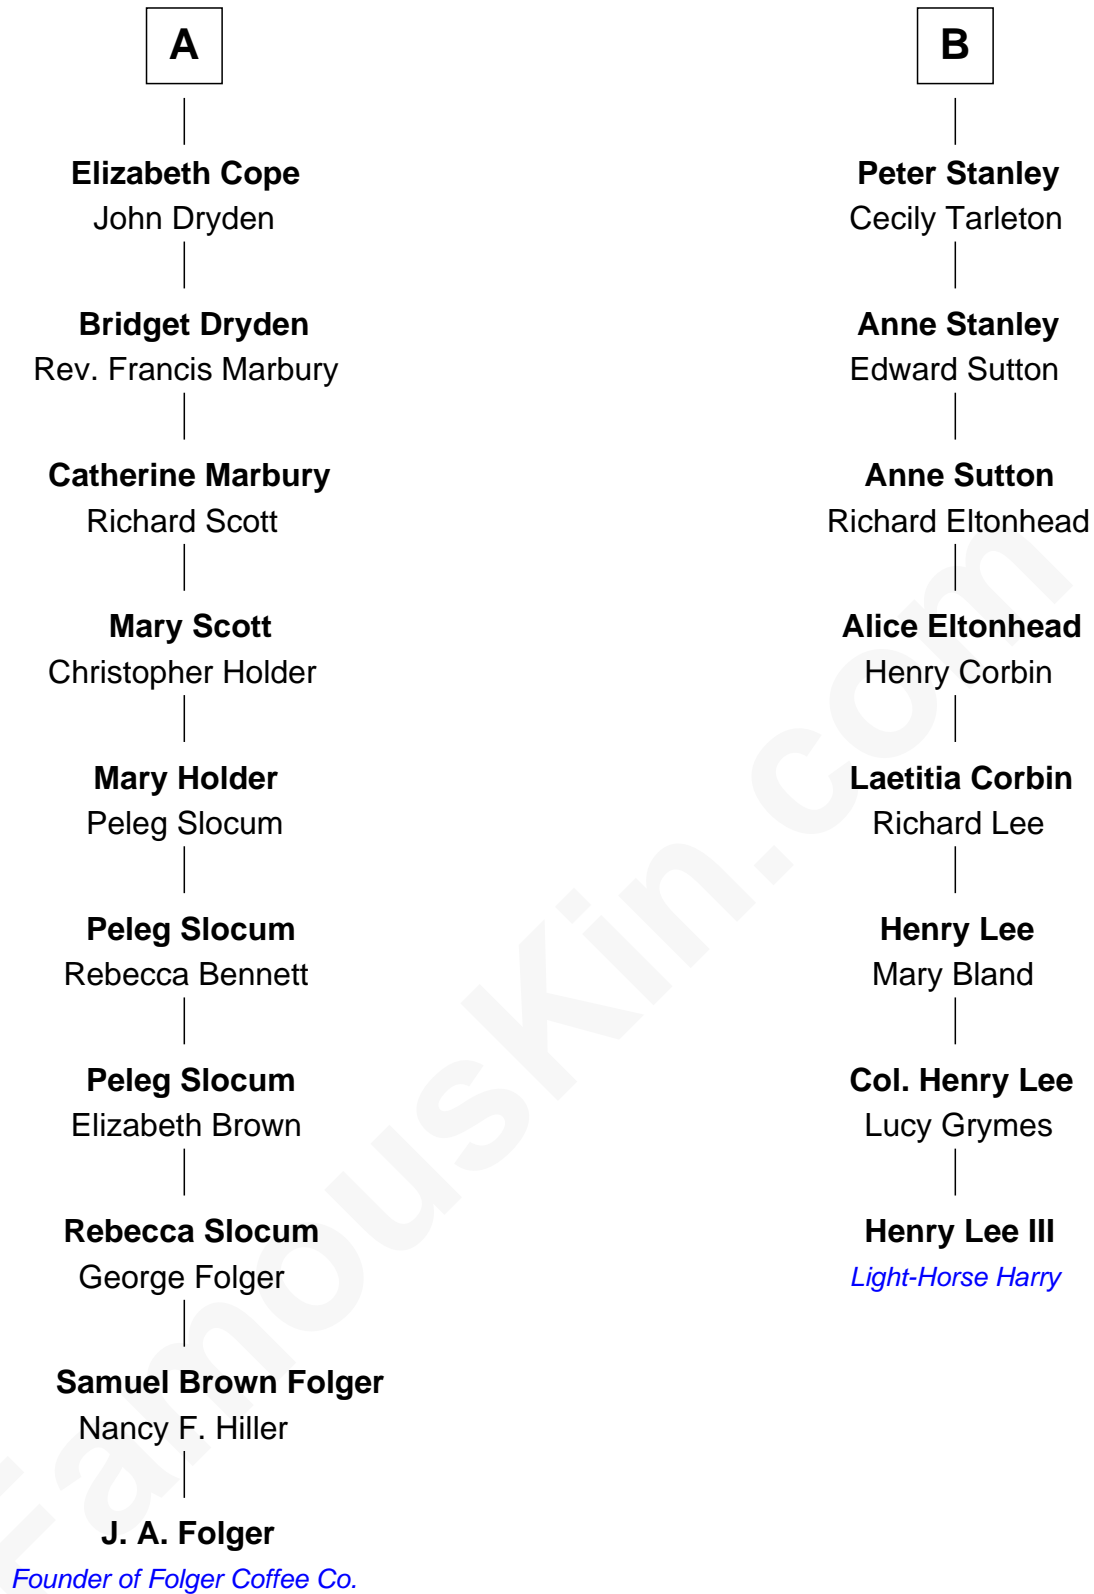 A
Elizabeth Cope
John Dryden
Bridget Dryden
Rev. Francis Marbury
Catherine Marbury
Richard Scott
Mary Scott
Christopher Holder
Mary Holder
Peleg Slocum
Peleg Slocum
Rebecca Bennett
Peleg Slocum
Elizabeth Brown
Rebecca Slocum
George Folger
Samuel Brown Folger
Nancy F. Hiller
J. A. Folger
Founder of Folger Coffee Co.
B
Peter Stanley
Cecily Tarleton
Anne Stanley
Edward Sutton
Anne Sutton
Richard Eltonhead
Alice Eltonhead
Henry Corbin
Laetitia Corbin
Richard Lee
Henry Lee
Mary Bland
Col. Henry Lee
Lucy Grymes
Henry Lee III
Light-Horse Harry
FamousKin.com